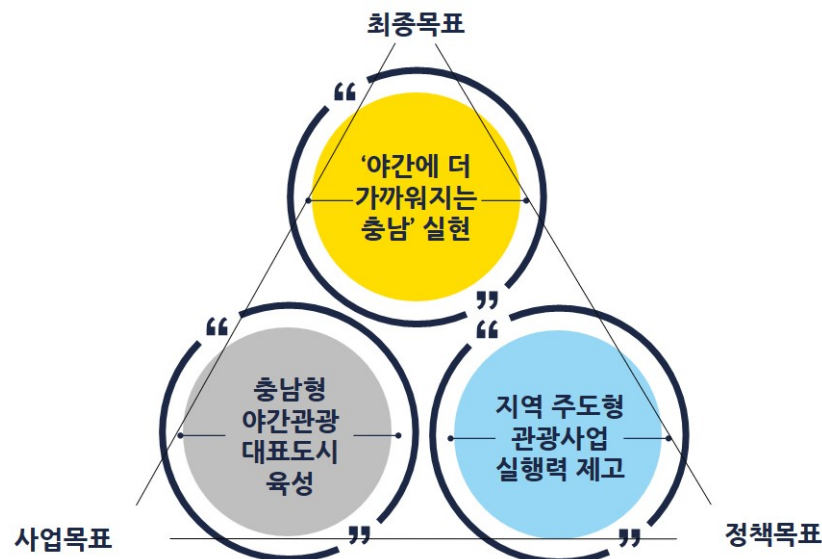 최종목표
“
‘야간에 더
가까워지는
충남’ 실현
”
“
충남형
야간관광
대표도시
육성
”
“
지역 주도형
관광사업
실행력 제고
”
사업목표
정책목표